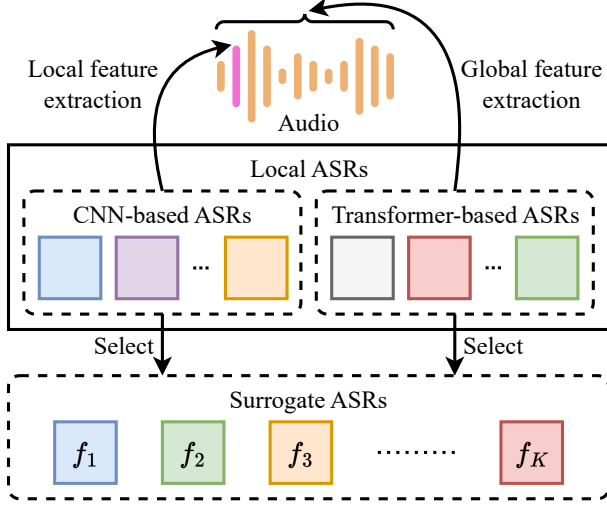 Local feature
extraction
Global feature
extraction
Audio
Local ASRs
CNN-based ASRs
Transformer-based ASRs
...
...
Select
Select
Surrogate ASRs
f1 f2 f3 ......... fK